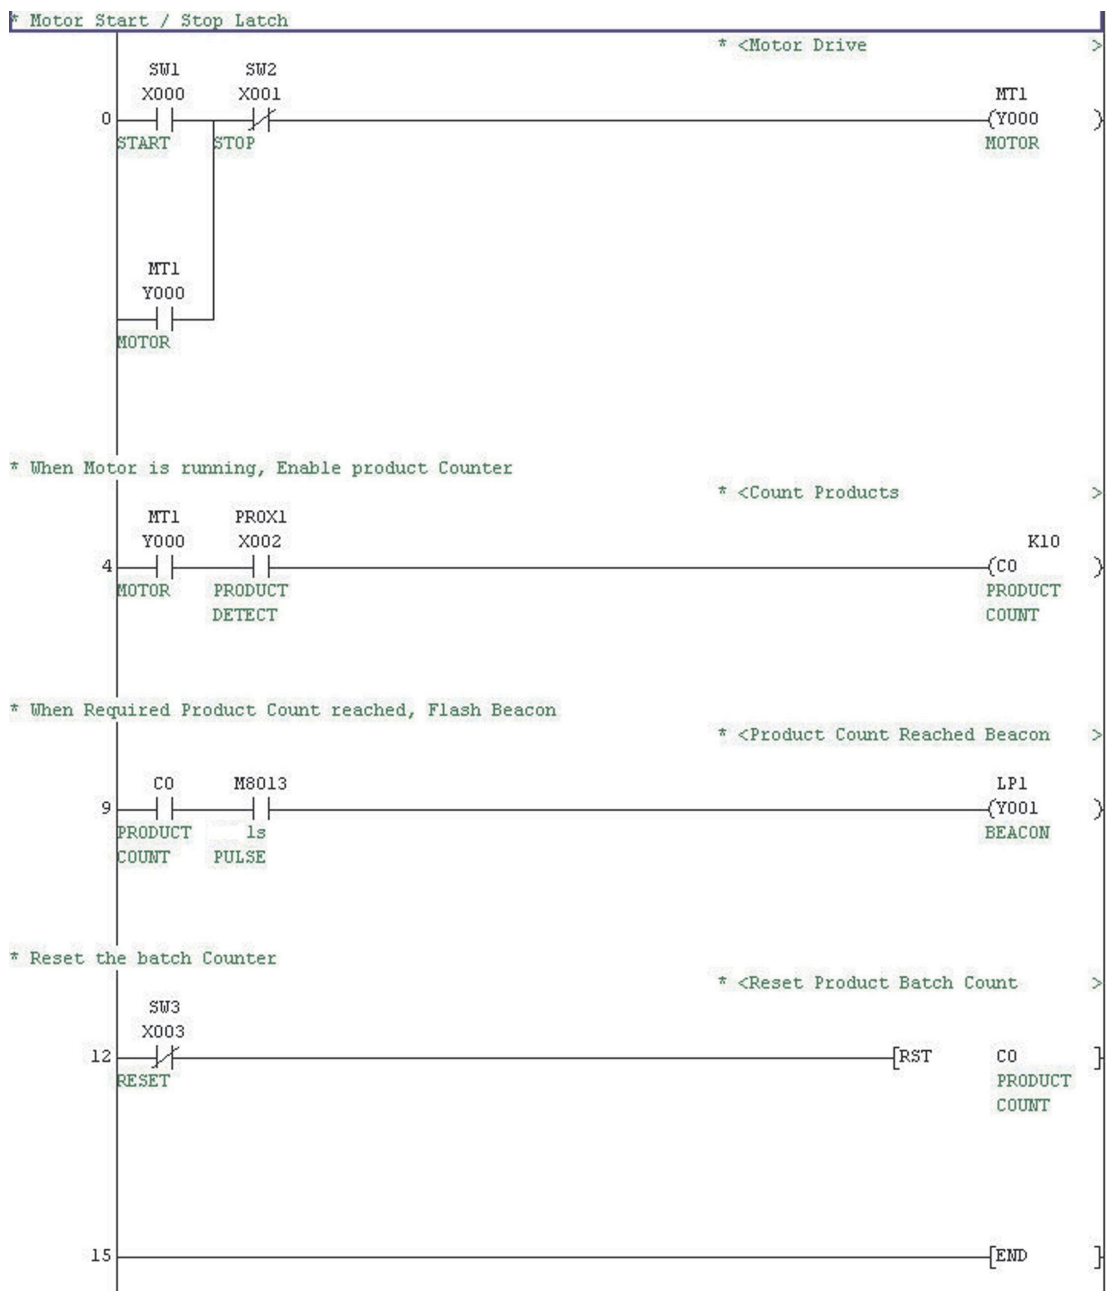 * Motor Start / Stop Latch
* <Motor Drive >
SW1 SW2
X000 X001 MT1
0 (Y000 )
START STOP MOTOR
MT1
Y000
MOTOR
* When Motor is running, Enable product Counter
* <Count Products >
MT1 PROX1
Y000 X002 K10
4 (C0 )
MOTOR PRODUCT PRODUCT
DETECT COUNT
* When Required Product Count reached, Flash Beacon
* <Product Count Reached Beacon >
C0 M8013 LP1
9 (Y001 )
PRODUCT 1s BEACON
COUNT PULSE
* Reset the batch Counter
* <Reset Product Batch Count >
SW3
X003
12 [RST C0 ]
RESET PRODUCT
COUNT
15 [END ]